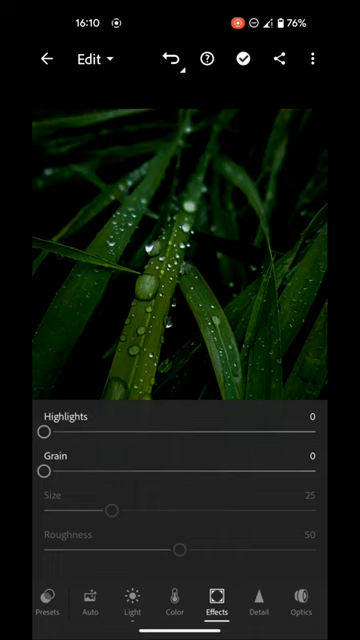 16:10 76%
Edit
Highlights 0
Grain 0
Size 25
Roughness 50
Presets Auto Light Color Effects Detail Optics